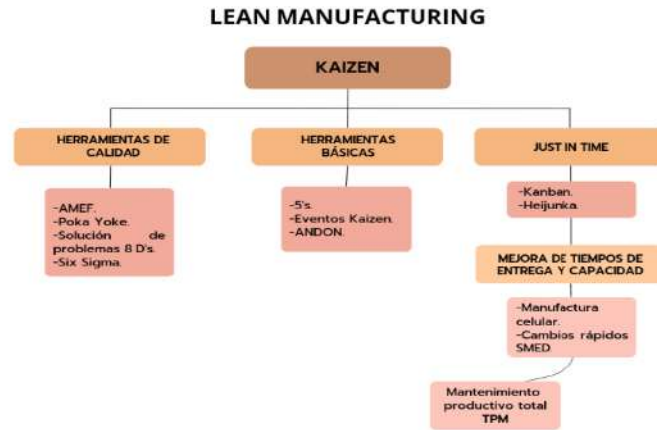 LEAN MANUFACTURING
KAIZEN
HERRAMIENTAS DE
CALIDAD
-AMEF.
-Poka Yoke.
-Solución de
problemas 8 D's.
-Six Sigma.
HERRAMIENTAS
BÁSICAS
-5's.
-Eventos Kaizen.
-ANDON.
JUST IN TIME
-Kanban.
-Heijunka.
MEJORA DE TIEMPOS DE
ENTREGA Y CAPACIDAD
-Manufactura
celular.
-Cambios rápidos
SMED.
Mantenimiento
productivo total
TPM